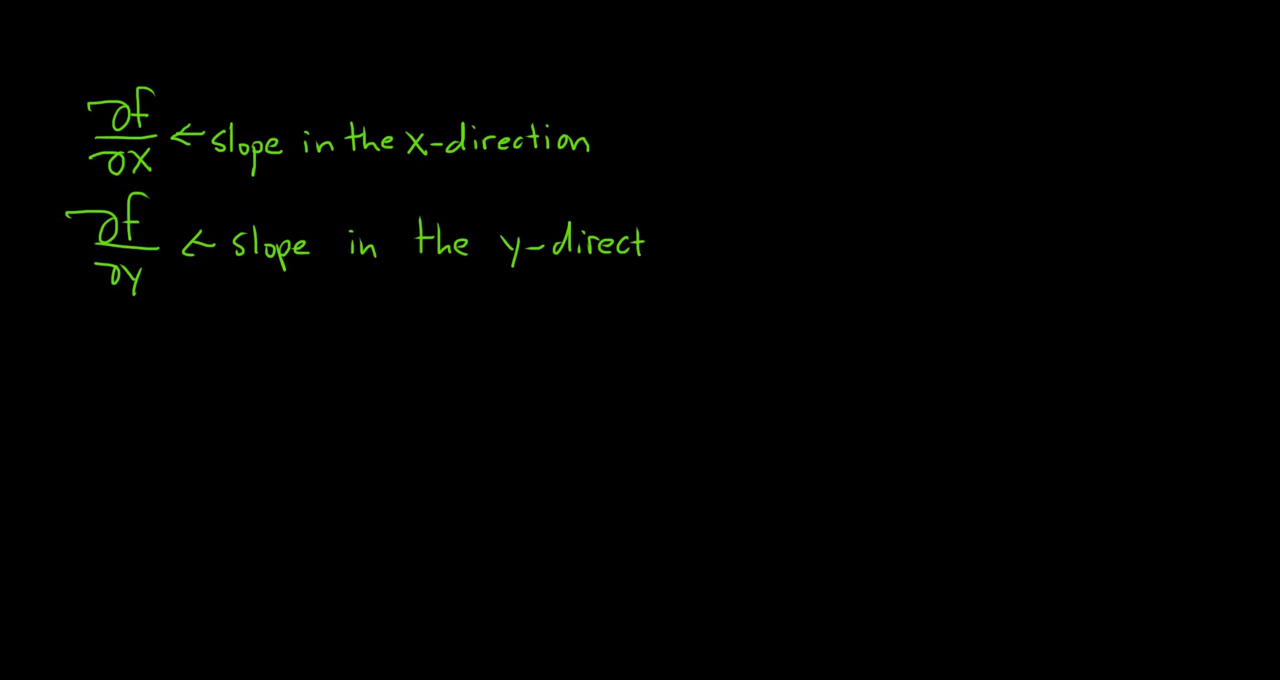 ∂f/∂x ← slope in the x-direction
∂f/∂y ← slope in the y-direct